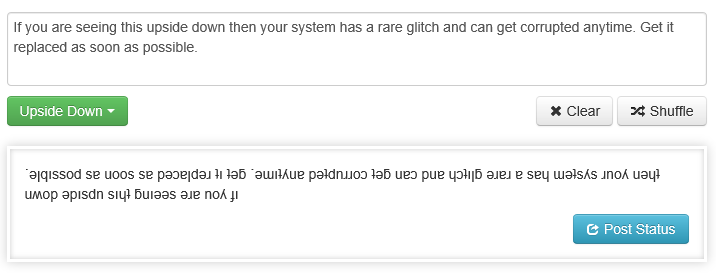 If you are seeing this upside down then your system has a rare glitch and can get corrupted anytime. Get it
replaced as soon as possible.
Upside Down
Clear
Shuffle
˙ǝlqıssod sɐ uoos sɐ pǝɔɐldǝɹ ʇı ʇǝƃ ˙ǝɯıʇʎuɐ pǝʇdnɹɹoɔ ʇǝƃ uɐɔ puɐ ɥɔʇılƃ ǝɹɐɹ ɐ sɐɥ ɯǝʇsʎs ɹnoʎ uǝɥʇ
uʍop ǝpısdn sıɥʇ ƃuıǝǝs ǝɹɐ noʎ ɟı
Post Status